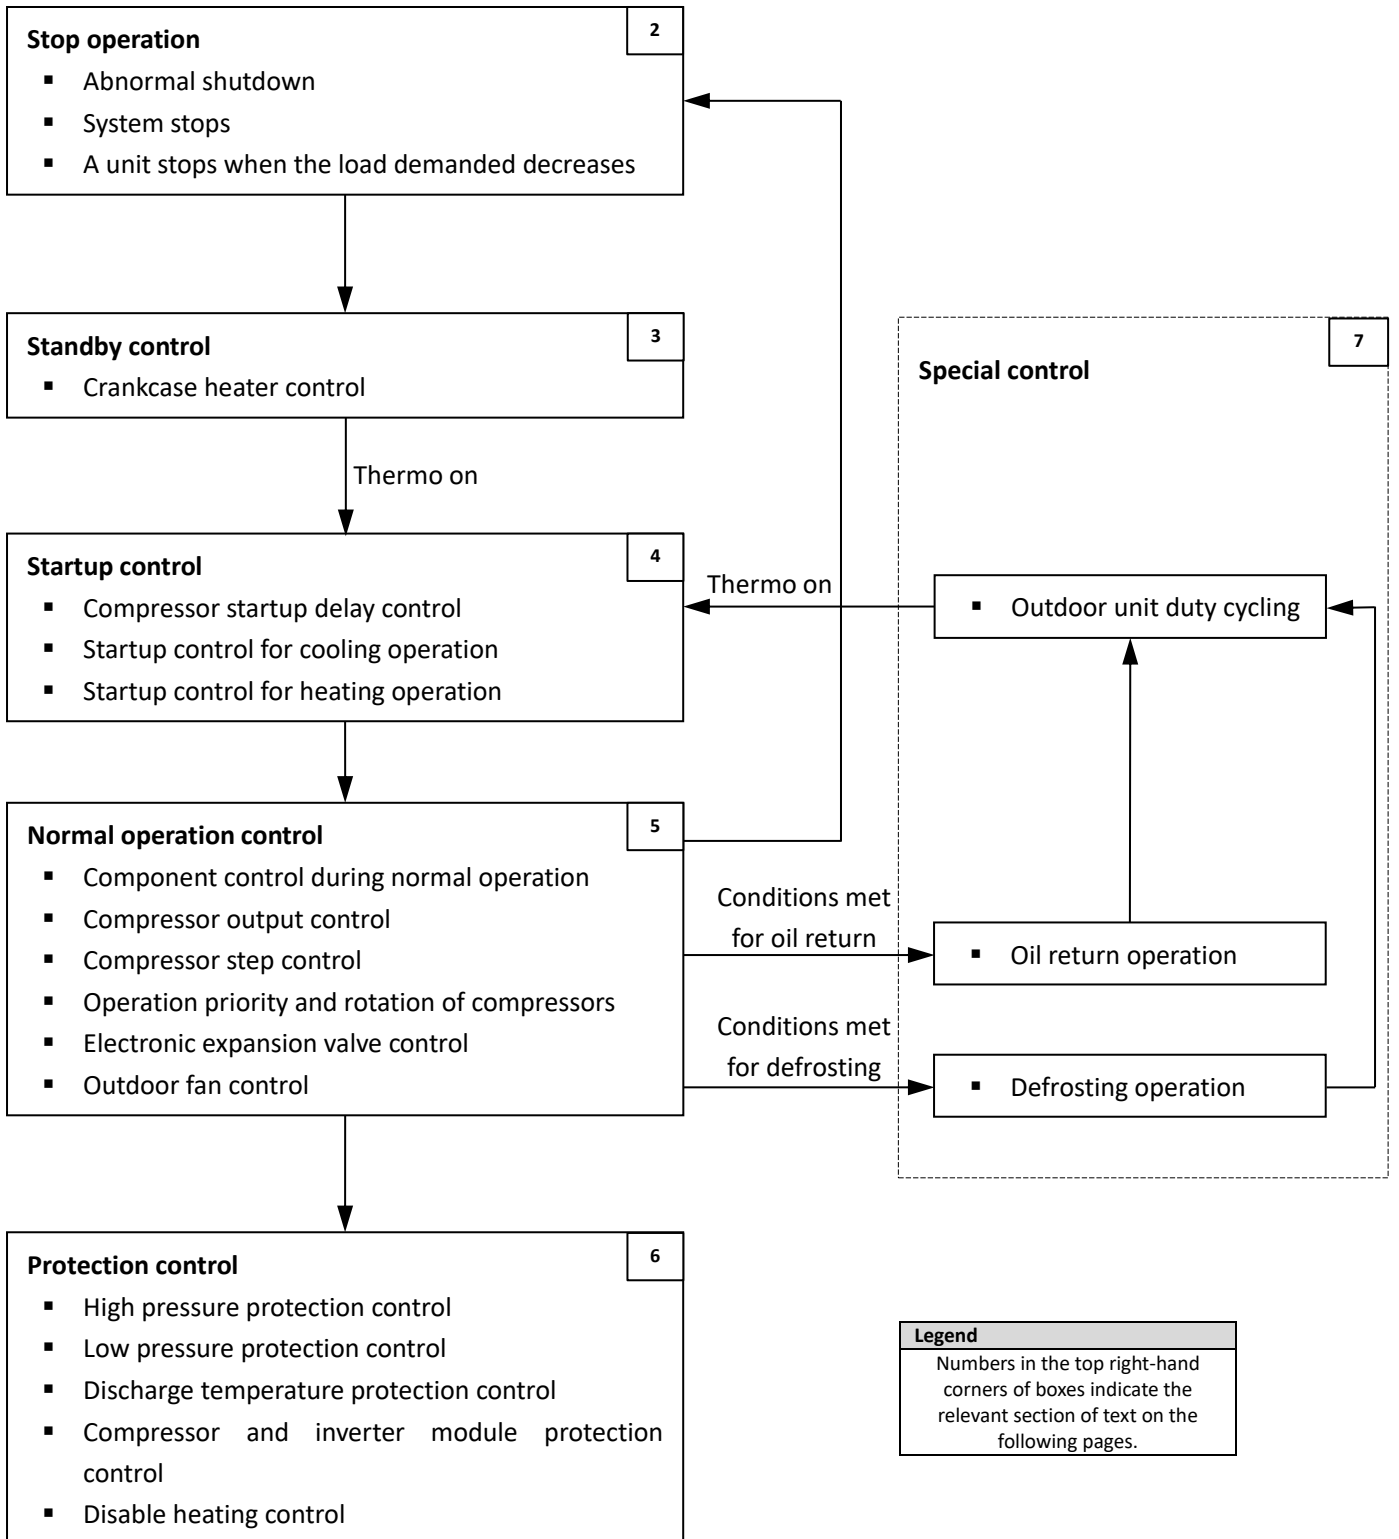 Stop operation
2
▪ Abnormal shutdown
▪ System stops
▪ A unit stops when the load demanded decreases
Standby control
3
▪ Crankcase heater control
Thermo on
Startup control
4
▪ Compressor startup delay control
▪ Startup control for cooling operation
▪ Startup control for heating operation
Normal operation control
5
▪ Component control during normal operation
▪ Compressor output control
▪ Compressor step control
▪ Operation priority and rotation of compressors
▪ Electronic expansion valve control
▪ Outdoor fan control
Protection control
6
▪ High pressure protection control
▪ Low pressure protection control
▪ Discharge temperature protection control
▪ Compressor and inverter module protection
control
▪ Disable heating control
Special control
7
Thermo on
▪ Outdoor unit duty cycling
Conditions met
for oil return
▪ Oil return operation
Conditions met
for defrosting
▪ Defrosting operation
Legend
Numbers in the top right-hand
corners of boxes indicate the
relevant section of text on the
following pages.